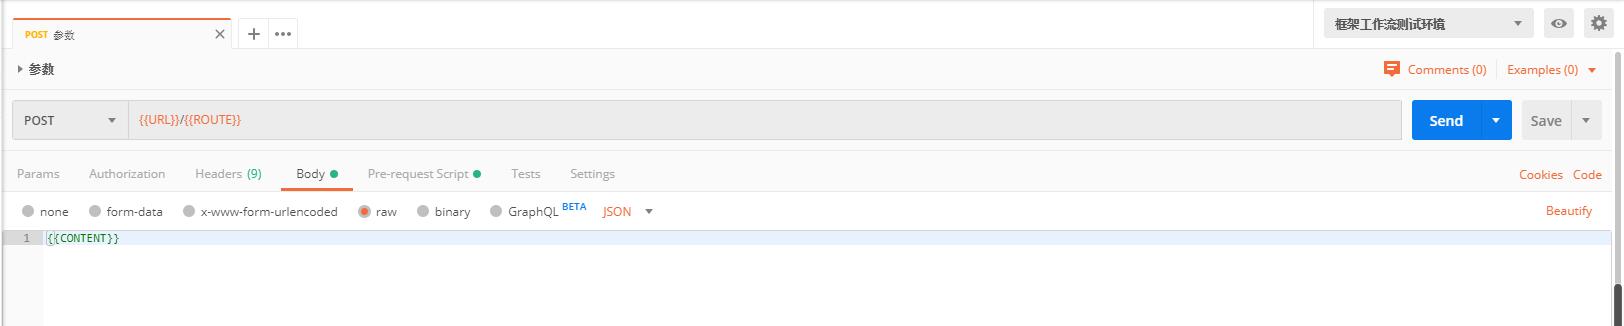 POST 参数
框架工作流测试环境
参数
Comments (0) Examples (0)
POST {{URL}}/{{ROUTE}} Send Save
Params Authorization Headers (9) Body Pre-request Script Tests Settings Cookies Code
none form-data x-www-form-urlencoded raw binary GraphQL BETA JSON Beautify
1 {{CONTENT}}